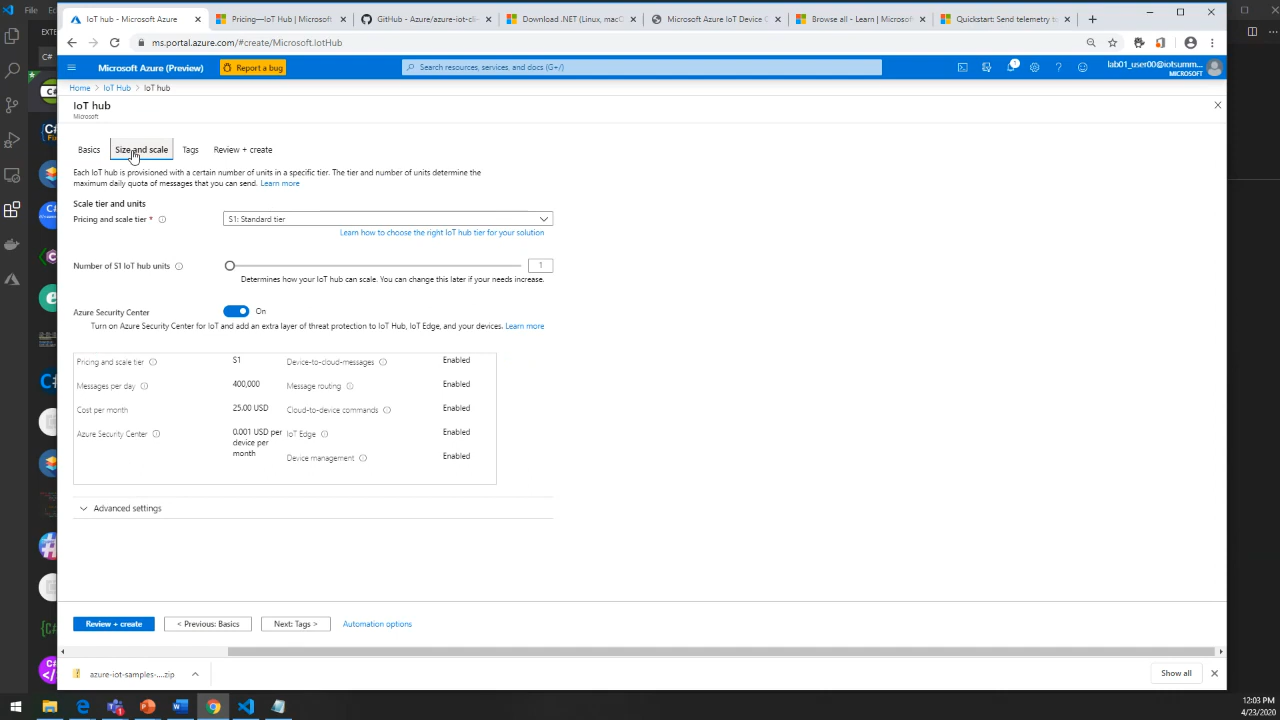 File
Ec
IoT hub - Microsoft Azure
Pricing—IoT Hub | Microsoft
GitHub - Azure/azure-iot-cli-
Download .NET (Linux, macO
Microsoft Azure IoT Device C
Browse all - Learn | Microsoft
Quickstart: Send telemetry to
ms.portal.azure.com/#create/Microsoft.IotHub
EXTE
Microsoft Azure (Preview)
Report a bug
Search resources, services, and docs (G+/)
1
lab01_user00@iotsumm...
MICROSOFT
Home > IoT Hub > IoT hub
IoT hub
Microsoft
Basics
Size and scale
Tags
Review + create
Each IoT hub is provisioned with a certain number of units in a specific tier. The tier and number of units determine the
maximum daily quota of messages that you can send. Learn more
Scale tier and units
Pricing and scale tier *
S1: Standard tier
Learn how to choose the right IoT hub tier for your solution
Number of S1 IoT hub units
1
Determines how your IoT hub can scale. You can change this later if your needs increase.
Azure Security Center
On
Turn on Azure Security Center for IoT and add an extra layer of threat protection to IoT Hub, IoT Edge, and your devices. Learn more
Pricing and scale tier
S1
Device-to-cloud-messages
Enabled
Messages per day
400,000
Message routing
Enabled
Cost per month
25.00 USD
Cloud-to-device commands
Enabled
Azure Security Center
0.001 USD per
device per
month
IoT Edge
Enabled
Device management
Enabled
Advanced settings
Review + create
< Previous: Basics
Next: Tags >
Automation options
azure-iot-samples-....zip
Show all
12:03 PM
4/23/2020